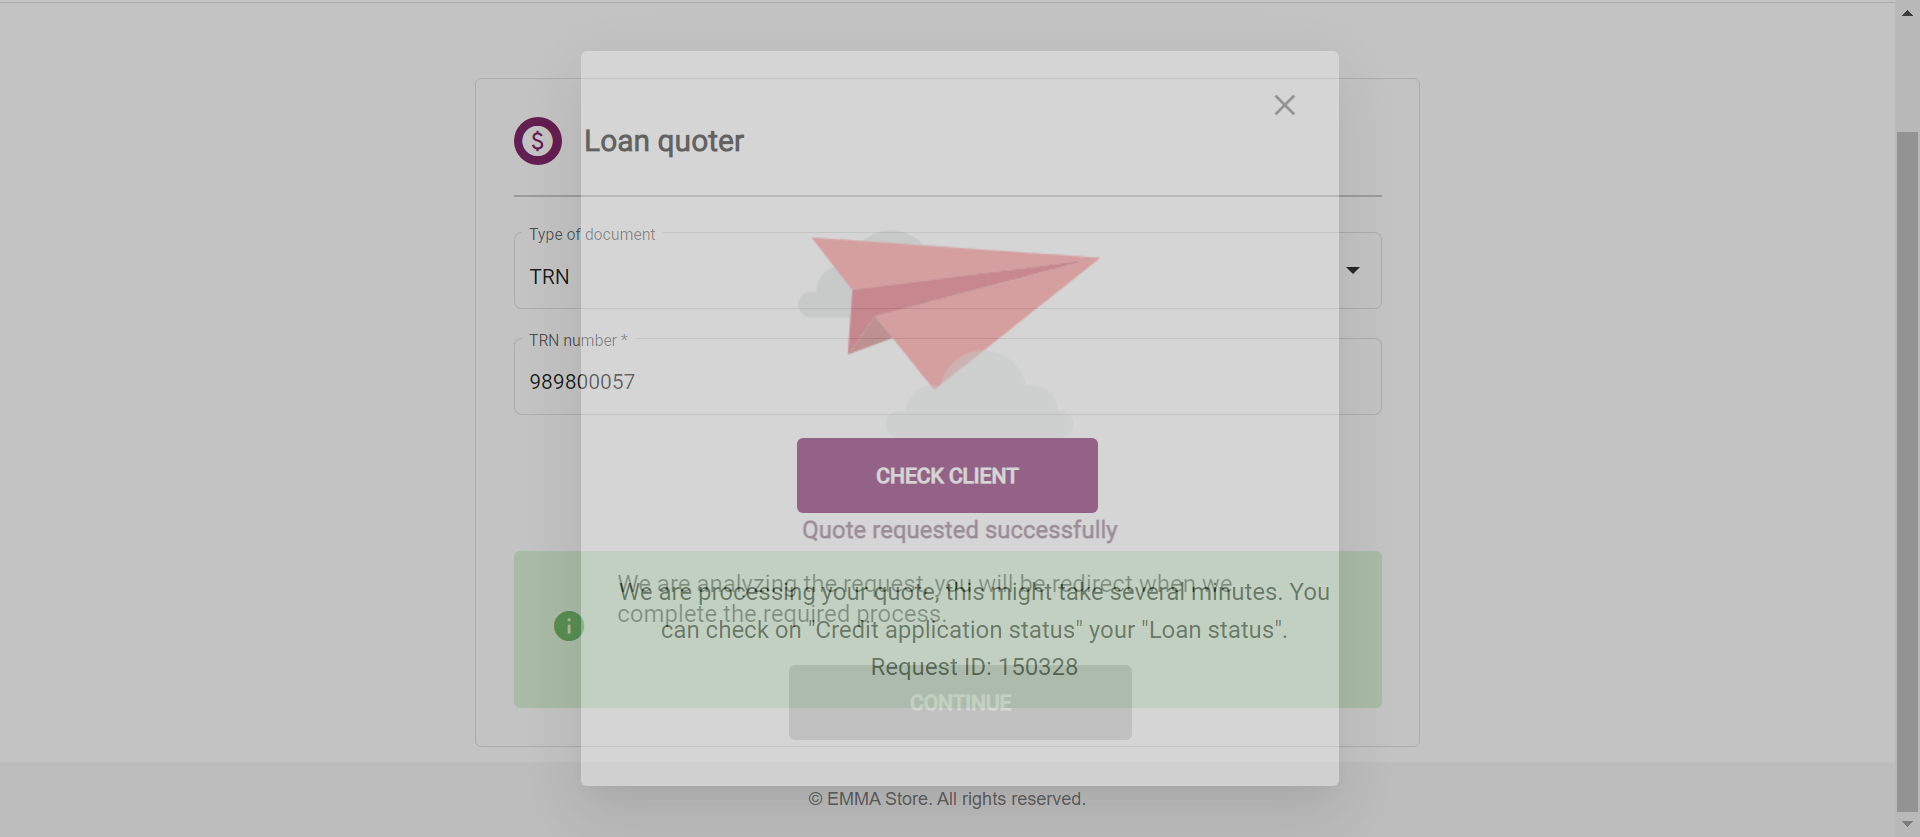 Loan quoter
Type of document
TRN
TRN number *
989800057
CHECK CLIENT
Quote requested successfully
We are analyzing the request, you will be redirect when we
complete the required process.
We are processing your quote, this might take several minutes. You
can check on "Credit application status" your "Loan status".
Request ID: 150328
CONTINUE
© EMMA Store. All rights reserved.